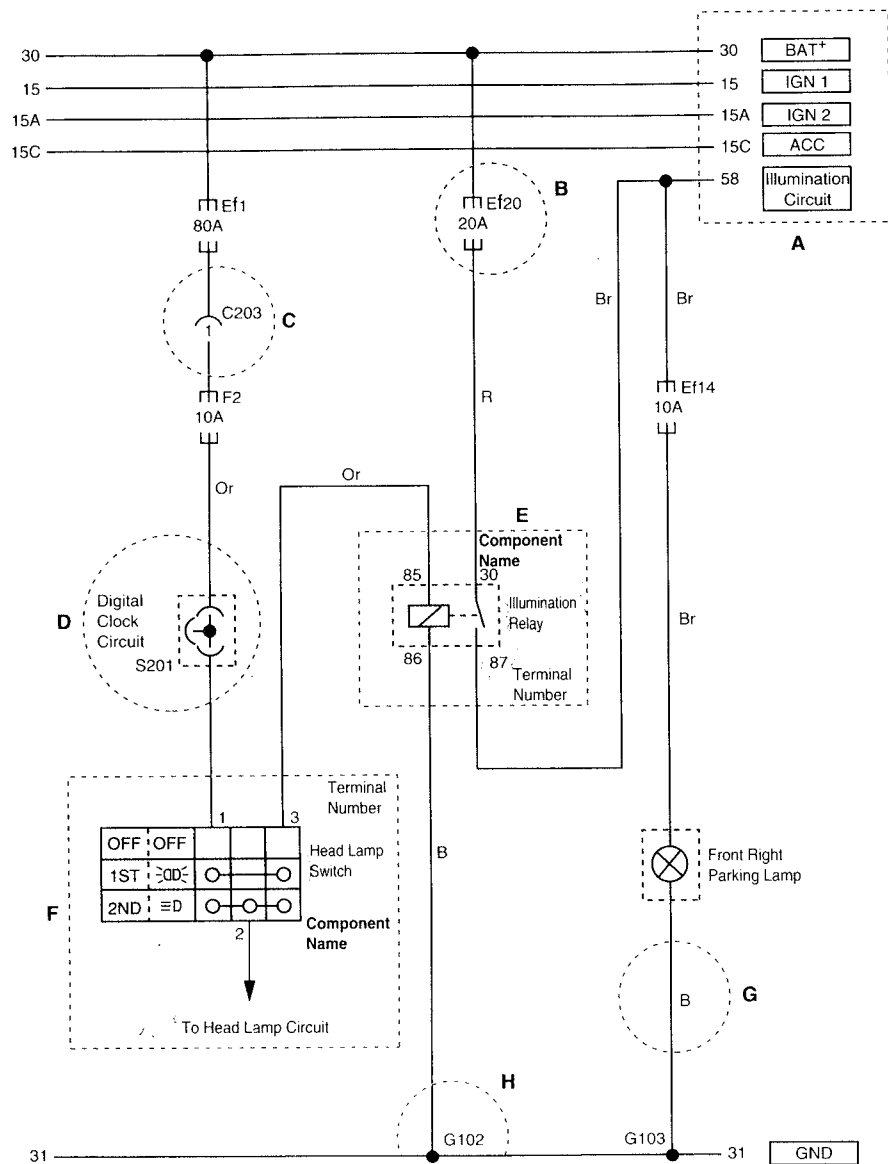 30
30
BAT+
15
15
IGN 1
15A
15A
IGN 2
15C
15C
ACC
58
Illumination
Circuit
A
B
Ef1
80A
Ef20
20A
C203
1
C
Br
Br
F2
10A
R
Ef14
10A
Or
Or
E
Component
Name
85
30
Illumination
Relay
86
87
Terminal
Number
D
Digital
Clock
Circuit
S201
Br
Terminal
Number
1
3
OFF
OFF
Head Lamp
Switch
1ST
2ND
B
Front Right
Parking Lamp
F
Component
Name
2
To Head Lamp Circuit
B
G
H
G102
G103
31
31
GND